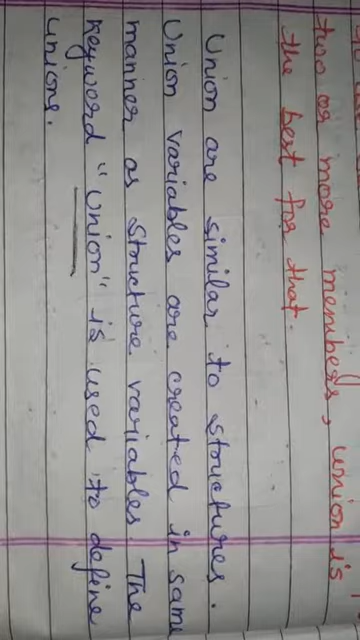 two or more members, union is
the best for that.
Union are similar to structures.
Union variables are created in sam
manner as structure variables. The
keyword "union" is used to define
unions.